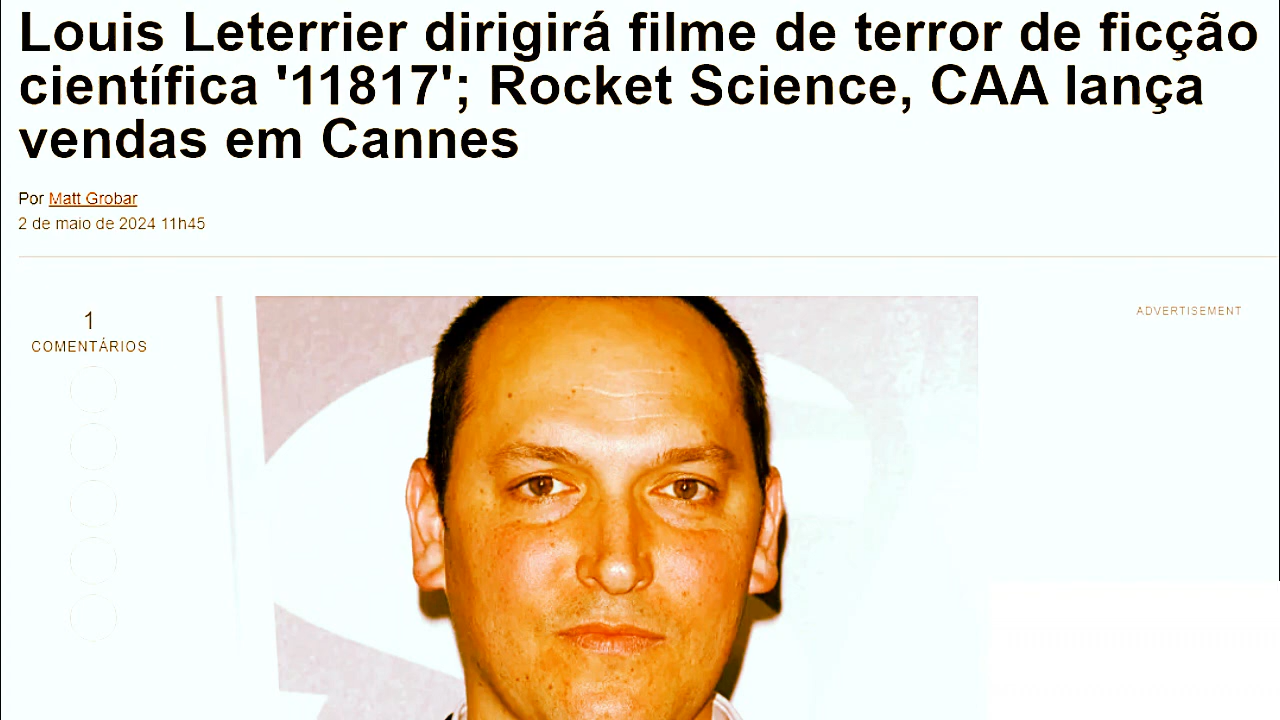 Louis Leterrier dirigirá filme de terror de ficção
científica '11817'; Rocket Science, CAA lança
vendas em Cannes
Por Matt Grobar
2 de maio de 2024 11h45
1
COMENTÁRIOS
ADVERTISEMENT